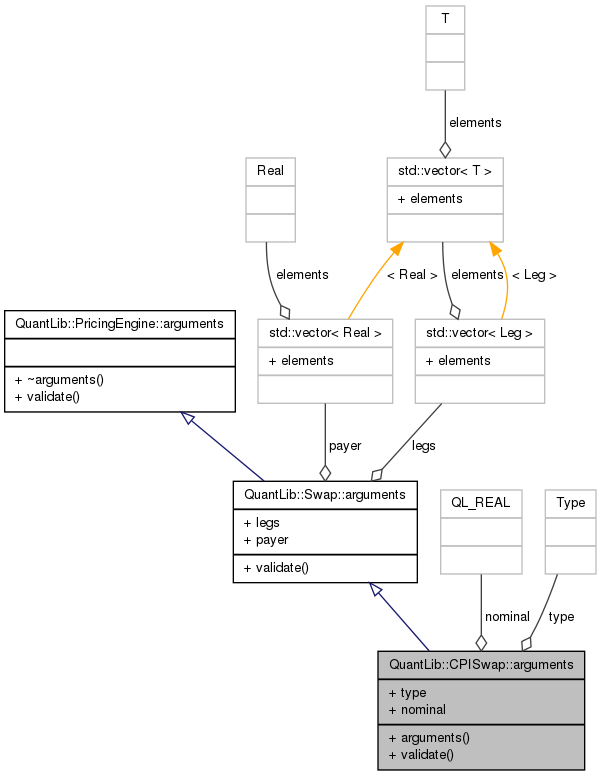 T
elements
Real
std::vector< T >
+ elements
elements
< Real >
elements
< Leg >
QuantLib::PricingEngine::arguments
+ ~arguments()
+ validate()
std::vector< Real >
+ elements
std::vector< Leg >
+ elements
payer
legs
QuantLib::Swap::arguments
+ legs
+ payer
+ validate()
QL_REAL
Type
nominal
type
QuantLib::CPISwap::arguments
+ type
+ nominal
+ arguments()
+ validate()